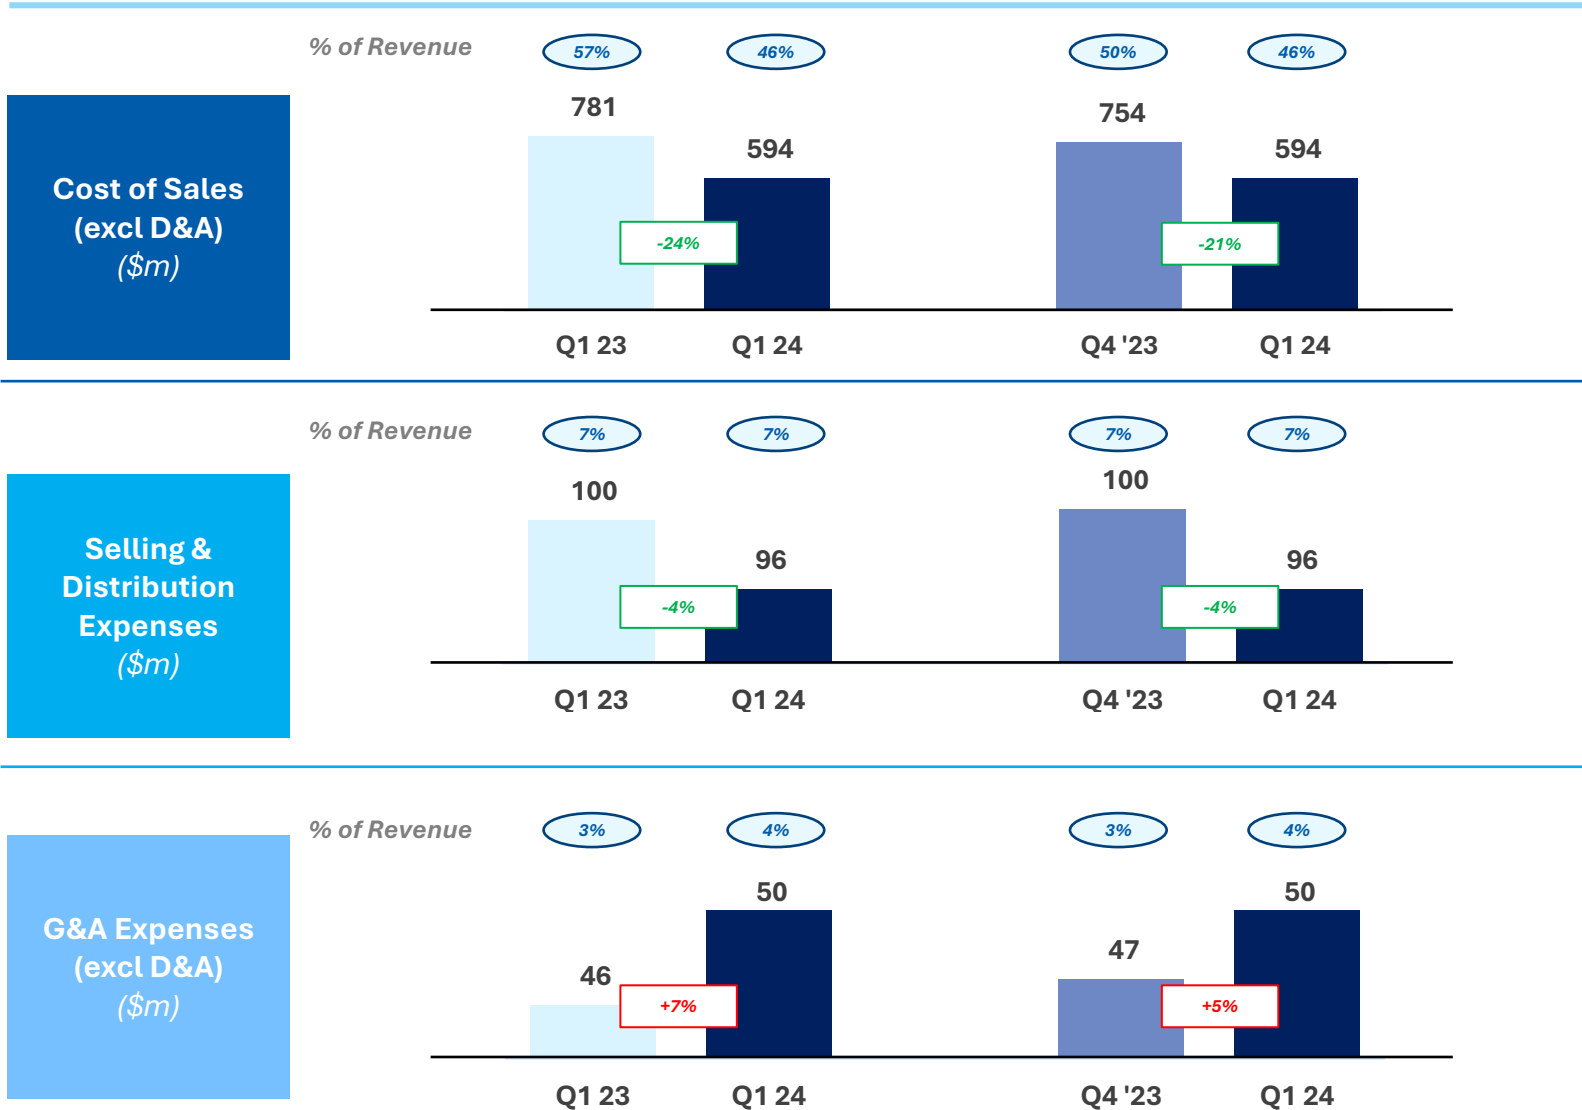 % of Revenue 57% 46% 50% 46%
781 594 754 594
Cost of Sales
(excl D&A)
($m)
-24% -21%
Q1 23 Q1 24 Q4 '23 Q1 24
% of Revenue 7% 7% 7% 7%
100 96 100 96
Selling &
Distribution
Expenses
($m)
-4% -4%
Q1 23 Q1 24 Q4 '23 Q1 24
% of Revenue 3% 4% 3% 4%
46 50 47 50
G&A Expenses
(excl D&A)
($m)
+7% +5%
Q1 23 Q1 24 Q4 '23 Q1 24